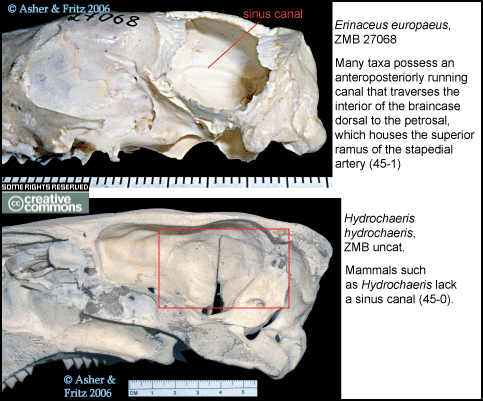 © Asher & Fritz 2006
27068
sinus canal
Erinaceus europaeus,
ZMB 27068
Many taxa possess an
anteroposteriorly running
canal that traverses the
interior of the braincase
dorsal to the petrosal,
which houses the superior
ramus of the stapedial
artery (45-1)
SOME RIGHTS RESERVED
cc creative
commons
Hydrochaeris
hydrochaeris,
ZMB uncat.
Mammals such
as Hydrochaeris lack
a sinus canal (45-0).
© Asher &
Fritz 2006
CM 1 2 3 4 5